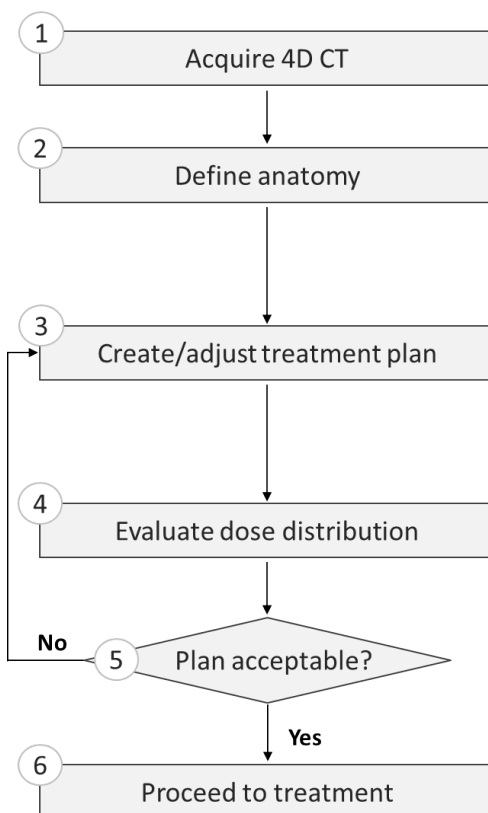 1
Acquire 4D CT
2
Define anatomy
3
Create/adjust treatment plan
4
Evaluate dose distribution
No
5
Plan acceptable?
Yes
6
Proceed to treatment